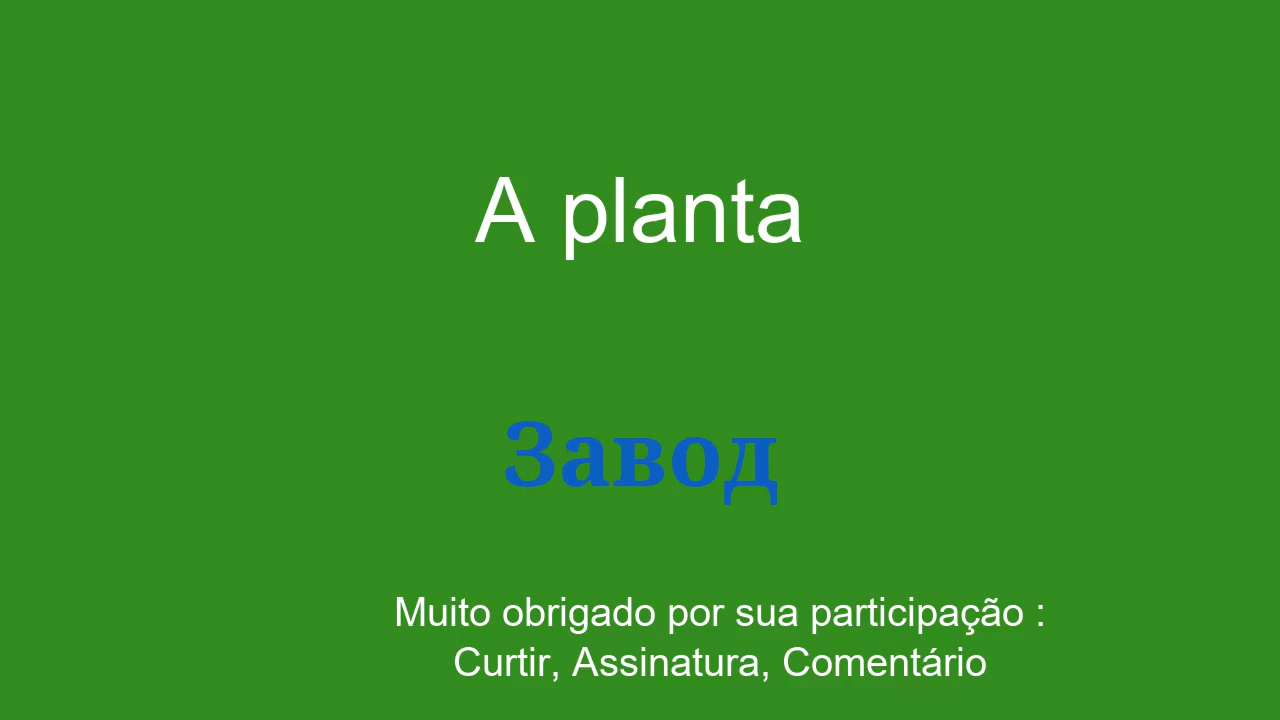 A planta
Завод
Muito obrigado por sua participação :
Curtir, Assinatura, Comentário